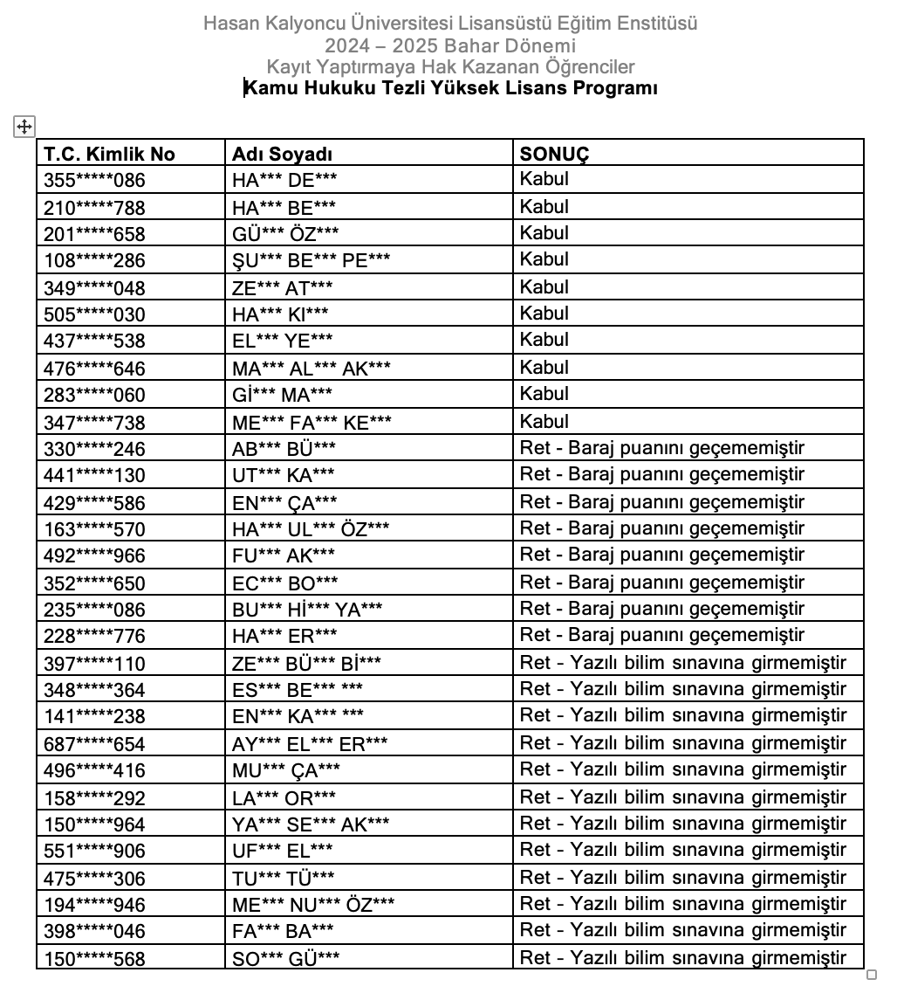 Hasan Kalyoncu Üniversitesi Lisansüstü Eğitim Enstitüsü
2024 – 2025 Bahar Dönemi
Kayıt Yaptırmaya Hak Kazanan Öğrenciler
Kamu Hukuku Tezli Yüksek Lisans Programı
T.C. Kimlik No Adı Soyadı SONUÇ
355*****086 HA*** DE*** Kabul
210*****788 HA*** BE*** Kabul
201*****658 GÜ*** ÖZ*** Kabul
108*****286 ŞU*** BE*** PE*** Kabul
349*****048 ZE*** AT*** Kabul
505*****030 HA*** KI*** Kabul
437*****538 EL*** YE*** Kabul
476*****646 MA*** AL*** AK*** Kabul
283*****060 Gİ*** MA*** Kabul
347*****738 ME*** FA*** KE*** Kabul
330*****246 AB*** BÜ*** Ret - Baraj puanını geçememiştir
441*****130 UT*** KA*** Ret - Baraj puanını geçememiştir
429*****586 EN*** ÇA*** Ret - Baraj puanını geçememiştir
163*****570 HA*** UL*** ÖZ*** Ret - Baraj puanını geçememiştir
492*****966 FU*** AK*** Ret - Baraj puanını geçememiştir
352*****650 EC*** BO*** Ret - Baraj puanını geçememiştir
235*****086 BU*** Hİ*** YA*** Ret - Baraj puanını geçememiştir
228*****776 HA*** ER*** Ret - Baraj puanını geçememiştir
397*****110 ZE*** BÜ*** Bİ*** Ret - Yazılı bilim sınavına girmemiştir
348*****364 ES*** BE*** *** Ret - Yazılı bilim sınavına girmemiştir
141*****238 EN*** KA*** *** Ret - Yazılı bilim sınavına girmemiştir
687*****654 AY*** EL*** ER*** Ret - Yazılı bilim sınavına girmemiştir
496*****416 MU*** ÇA*** Ret - Yazılı bilim sınavına girmemiştir
158*****292 LA*** OR*** Ret - Yazılı bilim sınavına girmemiştir
150*****964 YA*** SE*** AK*** Ret - Yazılı bilim sınavına girmemiştir
551*****906 UF*** EL*** Ret - Yazılı bilim sınavına girmemiştir
475*****306 TU*** TÜ*** Ret - Yazılı bilim sınavına girmemiştir
194*****946 ME*** NU*** ÖZ*** Ret - Yazılı bilim sınavına girmemiştir
398*****046 FA*** BA*** Ret - Yazılı bilim sınavına girmemiştir
150*****568 SO*** GÜ*** Ret - Yazılı bilim sınavına girmemiştir